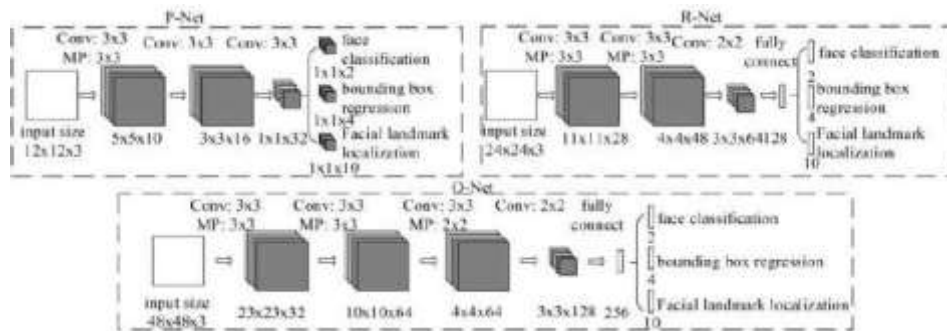 P-Net
Conv: 3x3 Conv: 3x3 Conv: 3x3
MP: 3x3
face
classification
1x1x2
bounding box
regression
1x1x4
Facial landmark
localization
1x1x10
input size
12x12x3
5x5x10
3x3x16
1x1x32
R-Net
Conv: 3x3 Conv: 3x3 Conv: 2x2 fully
MP: 3x3 MP: 3x3 connect
face classification
2
bounding box
regression
4
Facial landmark
localization
10
input size
24x24x3
11x11x28
4x4x48
3x3x64
128
O-Net
Conv: 3x3 Conv: 3x3 Conv: 3x3 Conv: 2x2 fully
MP: 3x3 MP: 3x3 MP: 2x2 connect
face classification
2
bounding box regression
4
Facial landmark localization
10
input size
48x48x3
23x23x32
10x10x64
4x4x64
3x3x128
256